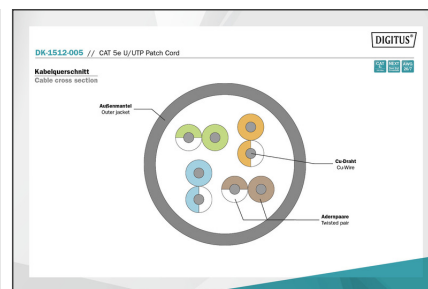 DIGITUS®
DK-1512-005 // CAT 5e U/UTP Patch Cord
Kabelquerschnitt
Cable cross section
Außenmantel
Outer jacket
Cu-Draht
Cu-Wire
Adernpaare
Twisted pair